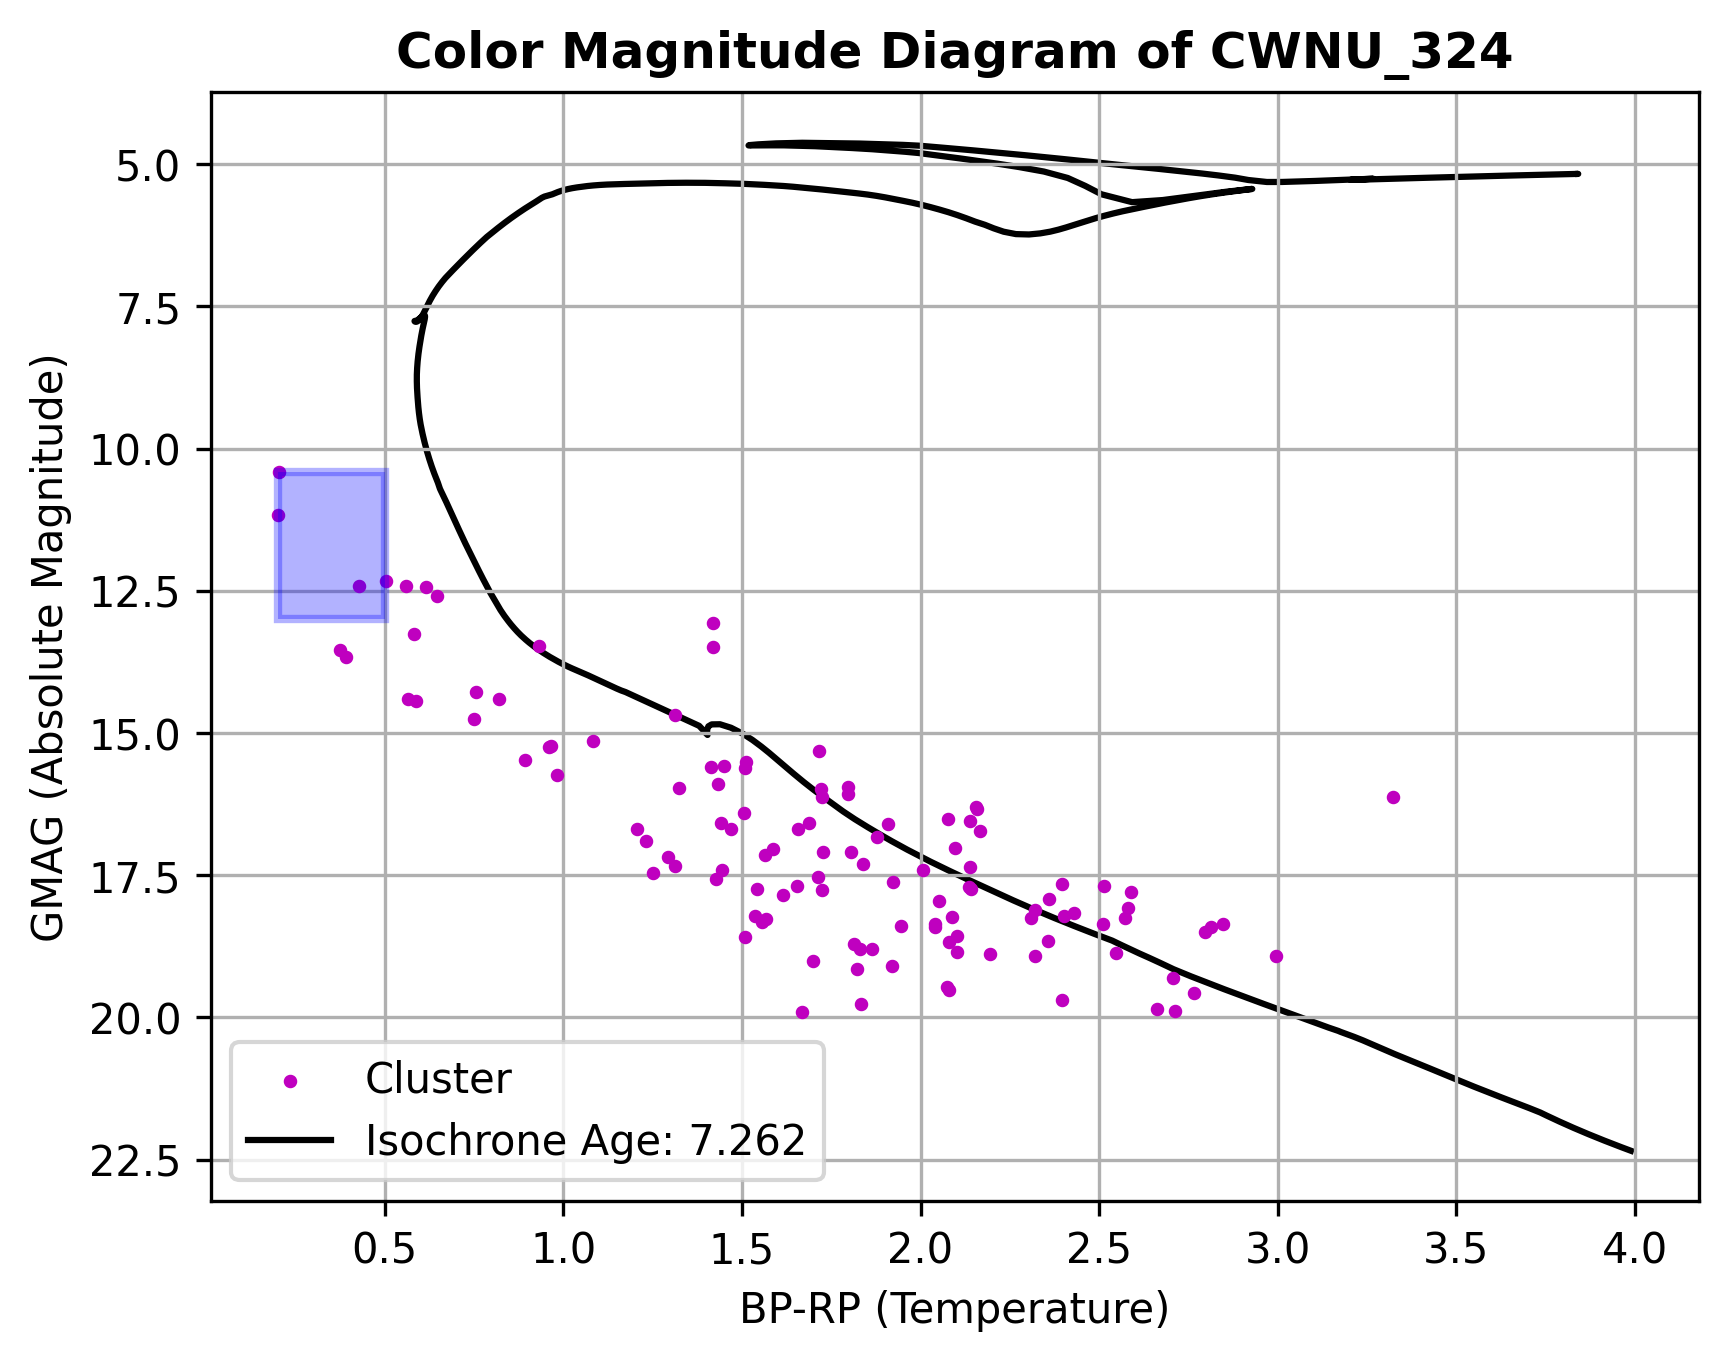 Color Magnitude Diagram of CWNU_324
GMAG (Absolute Magnitude)
5.0
7.5
10.0
12.5
15.0
17.5
20.0
22.5
Cluster
Isochrone Age: 7.262
0.5 1.0 1.5 2.0 2.5 3.0 3.5 4.0
BP-RP (Temperature)